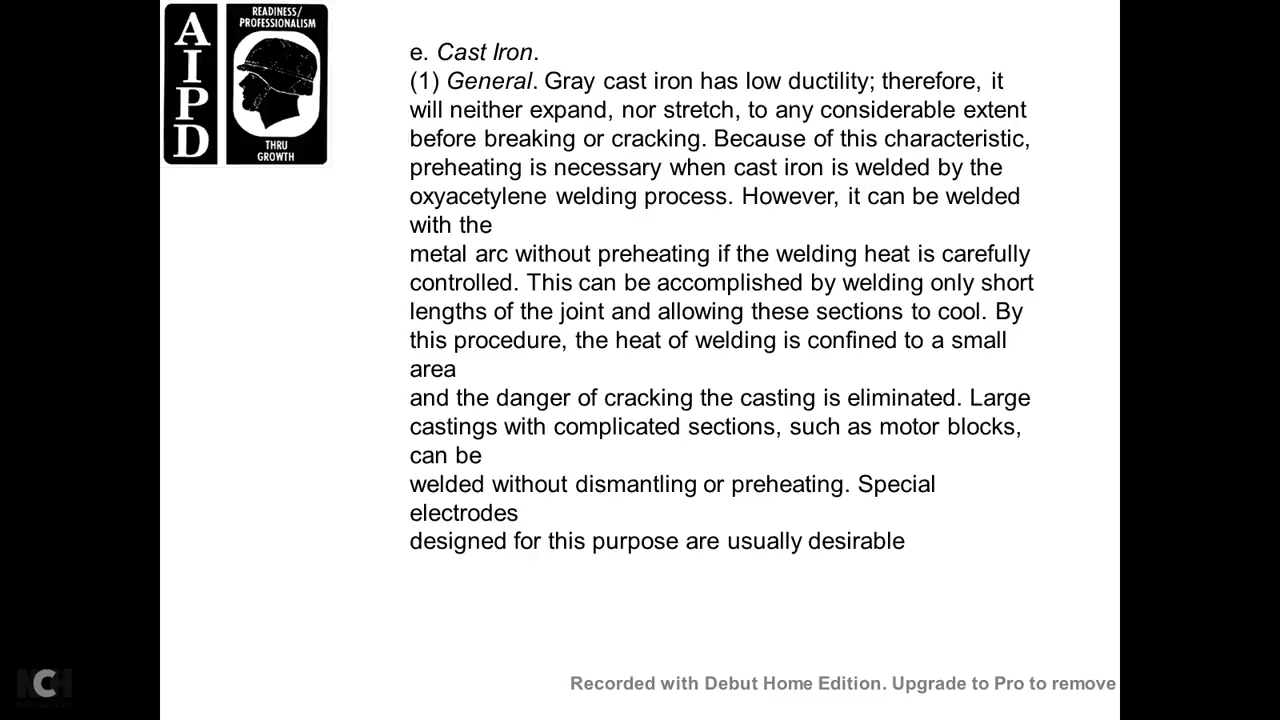 A
I
P
D
READINESS/
PROFESSIONALISM
THRU
GROWTH
e. Cast Iron.
(1) General. Gray cast iron has low ductility; therefore, it
will neither expand, nor stretch, to any considerable extent
before breaking or cracking. Because of this characteristic,
preheating is necessary when cast iron is welded by the
oxyacetylene welding process. However, it can be welded
with the
metal arc without preheating if the welding heat is carefully
controlled. This can be accomplished by welding only short
lengths of the joint and allowing these sections to cool. By
this procedure, the heat of welding is confined to a small
area
and the danger of cracking the casting is eliminated. Large
castings with complicated sections, such as motor blocks,
can be
welded without dismantling or preheating. Special
electrodes
designed for this purpose are usually desirable
NCH
Recorded with Debut Home Edition. Upgrade to Pro to remove